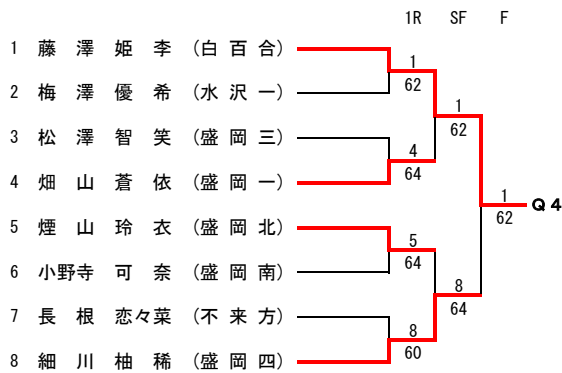 1R SF F
1 藤 澤 姫 李 （白 百 合）
1
62
2 梅 澤 優 希 （水 沢 一）
1
62
3 松 澤 智 笑 （盛 岡 三）
4
64
4 畑 山 蒼 依 （盛 岡 一）
1
62
Q4
5 煙 山 玲 衣 （盛 岡 北）
5
64
6 小野寺 可 奈 （盛 岡 南）
8
64
7 長 根 恋々菜 （不 来 方）
8
60
8 細 川 柚 稀 （盛 岡 四）